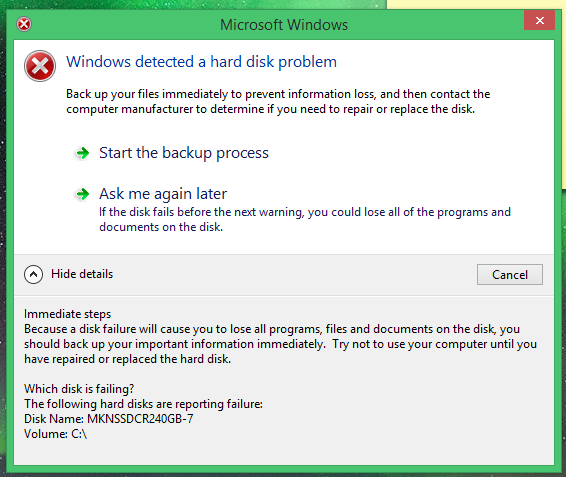 Microsoft Windows
Windows detected a hard disk problem
Back up your files immediately to prevent information loss, and then contact the
computer manufacturer to determine if you need to repair or replace the disk.
Start the backup process
Ask me again later
If the disk fails before the next warning, you could lose all of the programs and
documents on the disk.
Hide details
Cancel
Immediate steps
Because a disk failure will cause you to lose all programs, files and documents on the disk, you
should back up your important information immediately.  Try not to use your computer until you
have repaired or replaced the hard disk.
Which disk is failing?
The following hard disks are reporting failure:
Disk Name: MKNSSDCR240GB-7
Volume: C:\